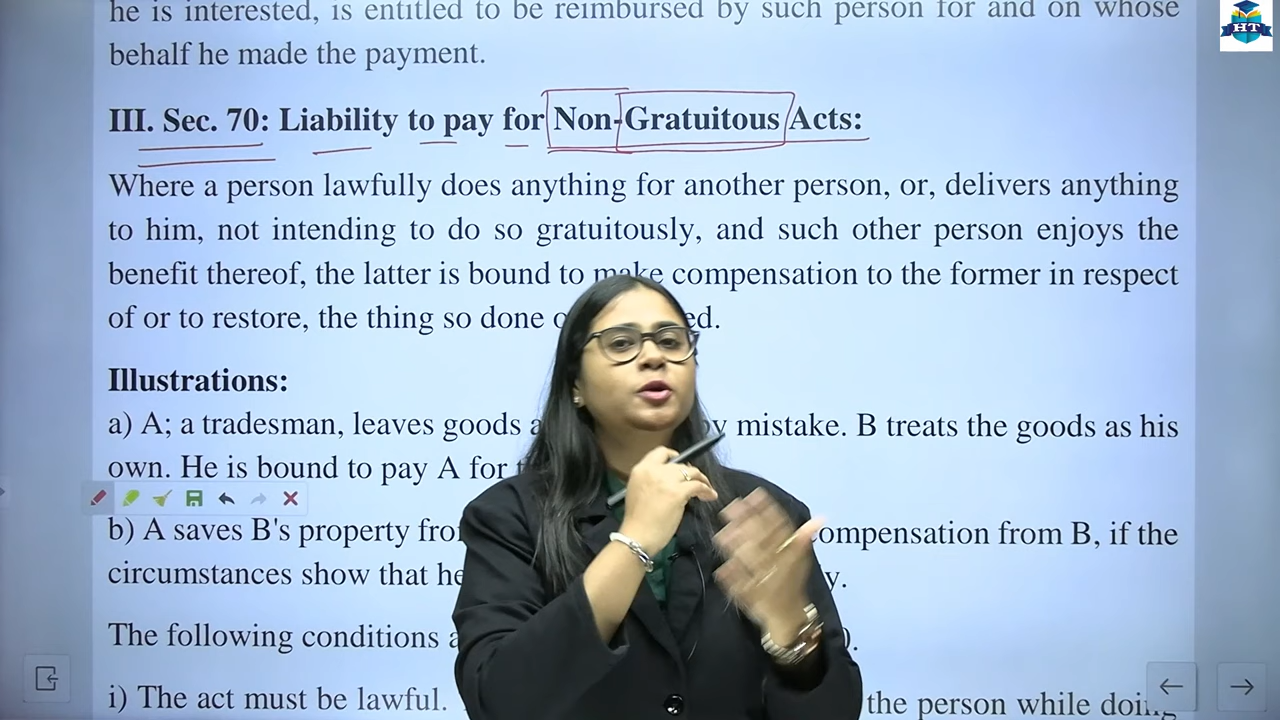 he is interested, is entitled to be reimbursed by such person for and on whose
behalf he made the payment.
III. Sec. 70: Liability to pay for Non-Gratuitous Acts:
Where a person lawfully does anything for another person, or, delivers anything
to him, not intending to do so gratuitously, and such other person enjoys the
benefit thereof, the latter is bound to make compensation to the former in respect
of or to restore, the thing so done
Illustrations:
a) A; a tradesman, leaves goods mistake. B treats the goods as his
own. He is bound to pay A for
b) A saves B's property compensation from B, if the
circumstances show that he
The following conditions
i) The act must be lawful. the person while doing
HT